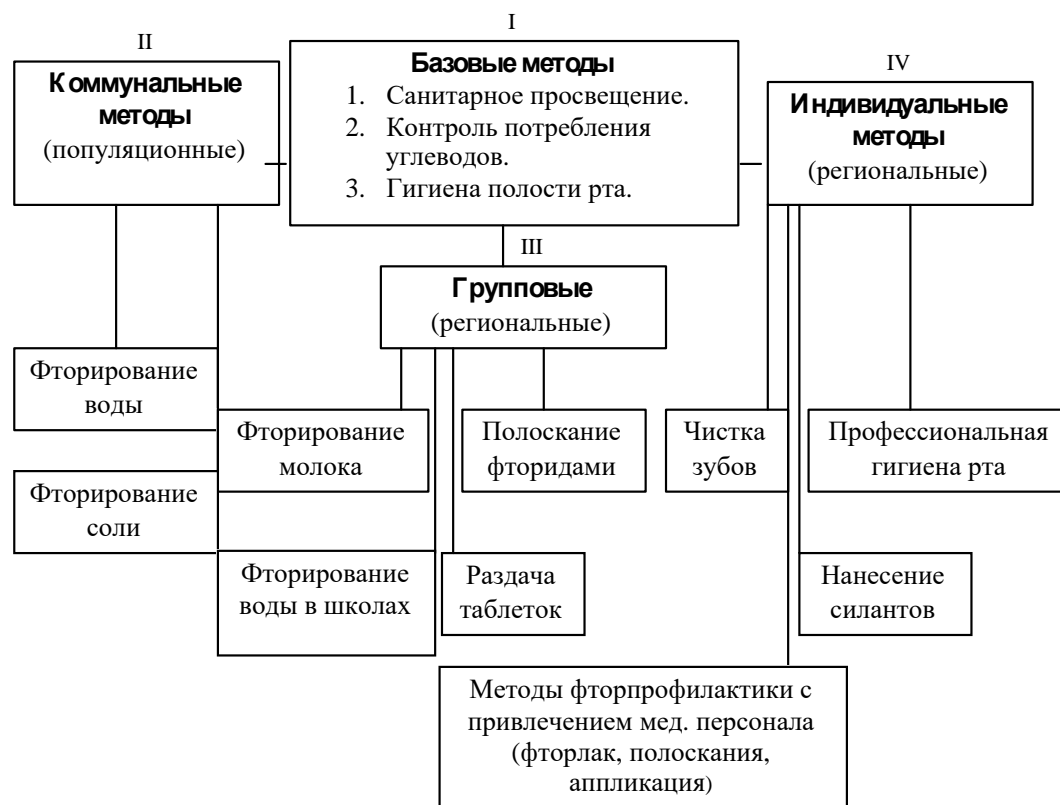 I
II
Базовые методы
1. Санитарное просвещение.
2. Контроль потребления
углеводов.
3. Гигиена полости рта.
Коммунальные
методы
(популяционные)
IV
Индивидуальные
методы
(региональные)
III
Групповые
(региональные)
Фторирование
воды
Фторирование
соли
Фторирование
молока
Полоскание
фторидами
Чистка
зубов
Профессиональная
гигиена рта
Фторирование
воды в школах
Раздача
таблеток
Нанесение
силантов
Методы фторпрофилактики с
привлечением мед. персонала
(фторлак, полоскания,
аппликация)